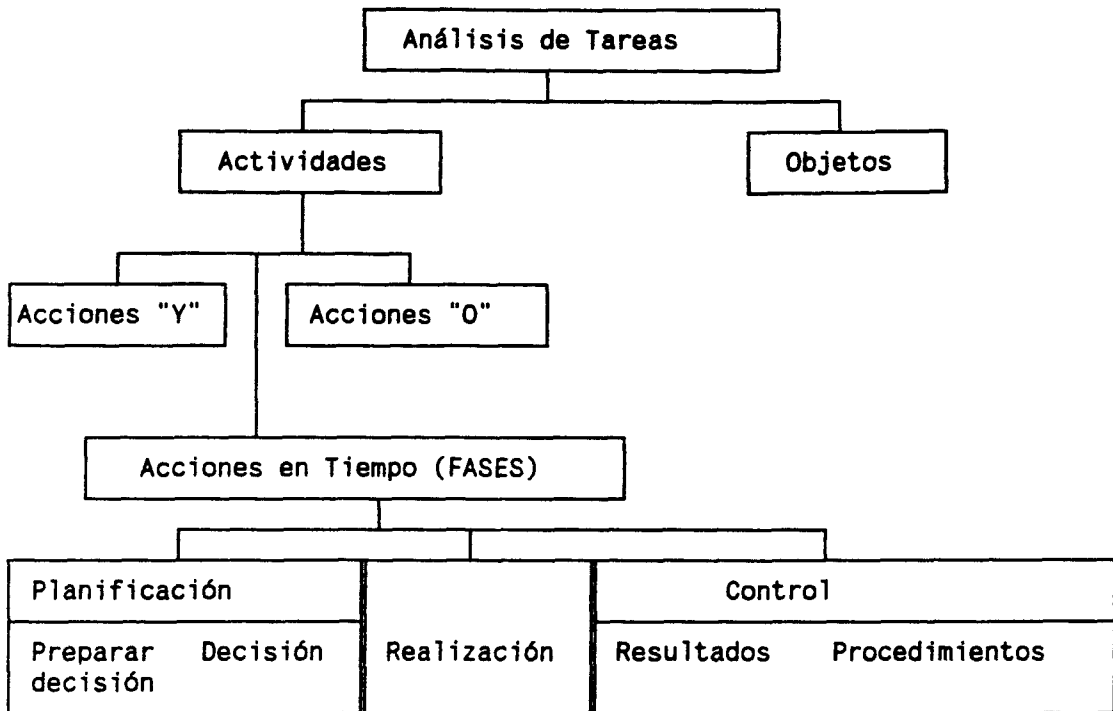 Análisis de Tareas
Actividades
Objetos
Acciones "Y"
Acciones "O"
Acciones en Tiempo (FASES)
Planificación
Control
Preparar decisión
Decisión
Realización
Resultados
Procedimientos